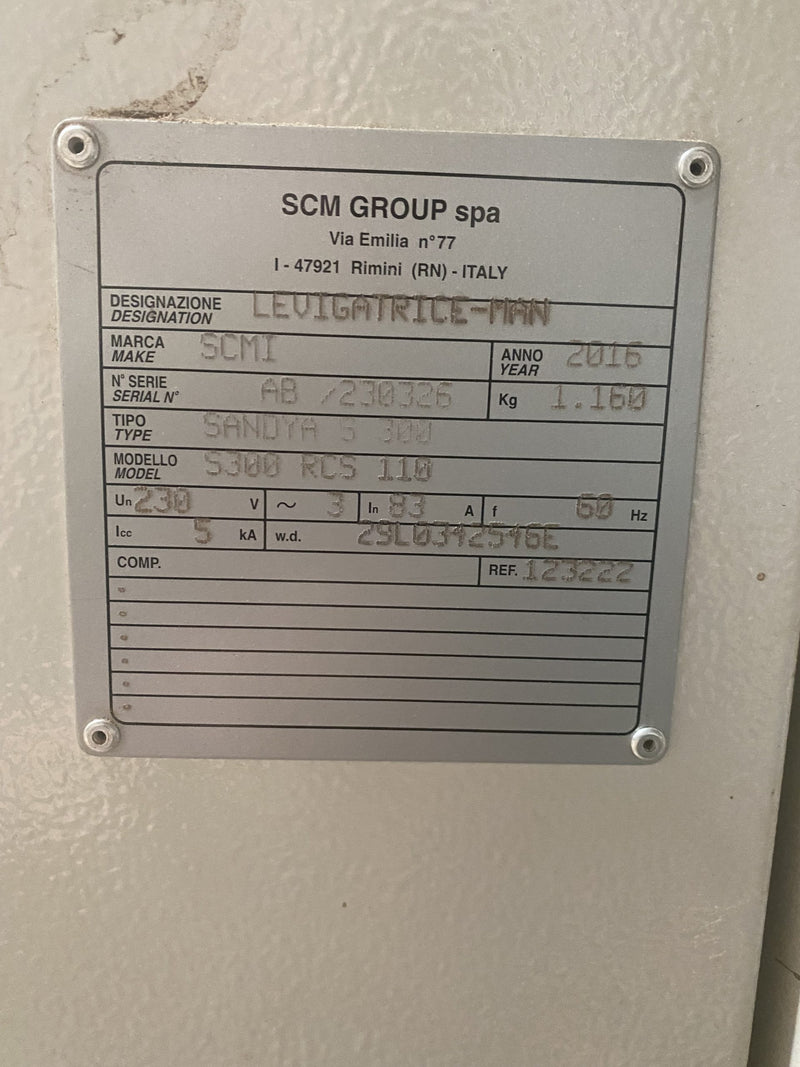 SCM GROUP spa
Via Emilia n°77
I - 47921 Rimini (RN) - ITALY
DESIGNAZIONE
DESIGNATION LEVIGATRICE-MAN
MARCA
MAKE SCMI
ANNO
YEAR 2016
N° SERIE
SERIAL N° AB /230326
Kg 1.160
TIPO
TYPE SANDYA S 300
MODELLO
MODEL S300 RCS 110
Un 230 V ~ 3 In 83 A f 60 Hz
Icc 5 kA w.d. 29L0342546E
COMP. REF. 123222